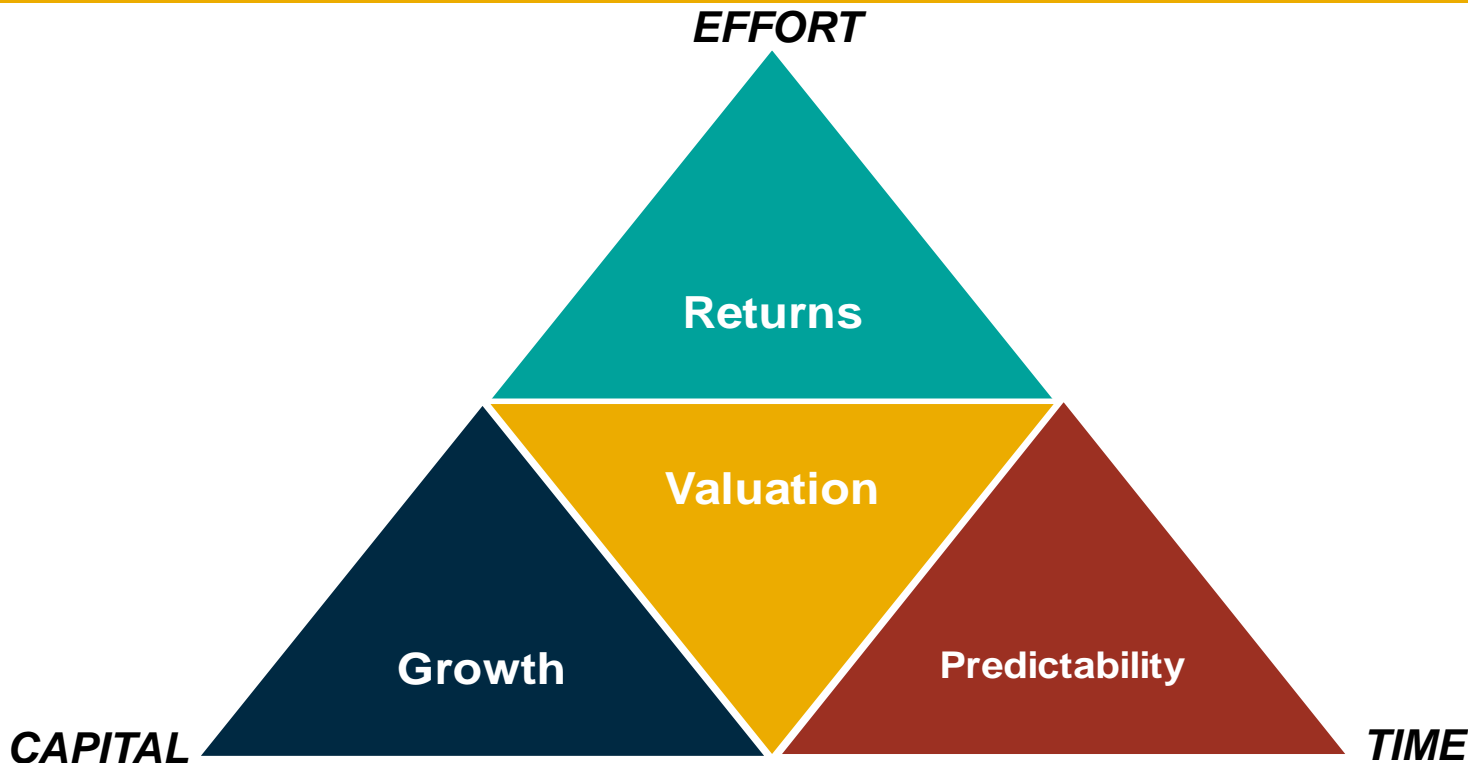 EFFORT
Returns
Valuation
Growth
Predictability
CAPITAL
TIME